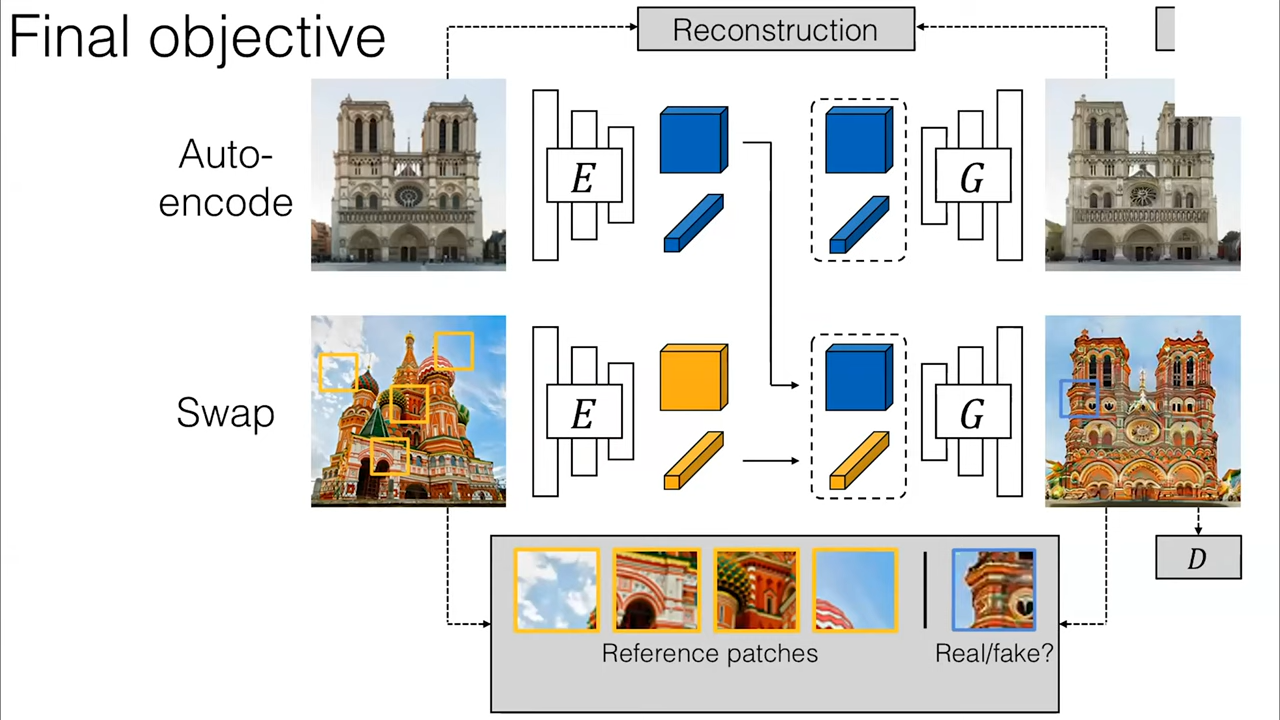 Final objective
Reconstruction
Auto-
encode
E
G
Swap
E
G
D
Reference patches
Real/fake?